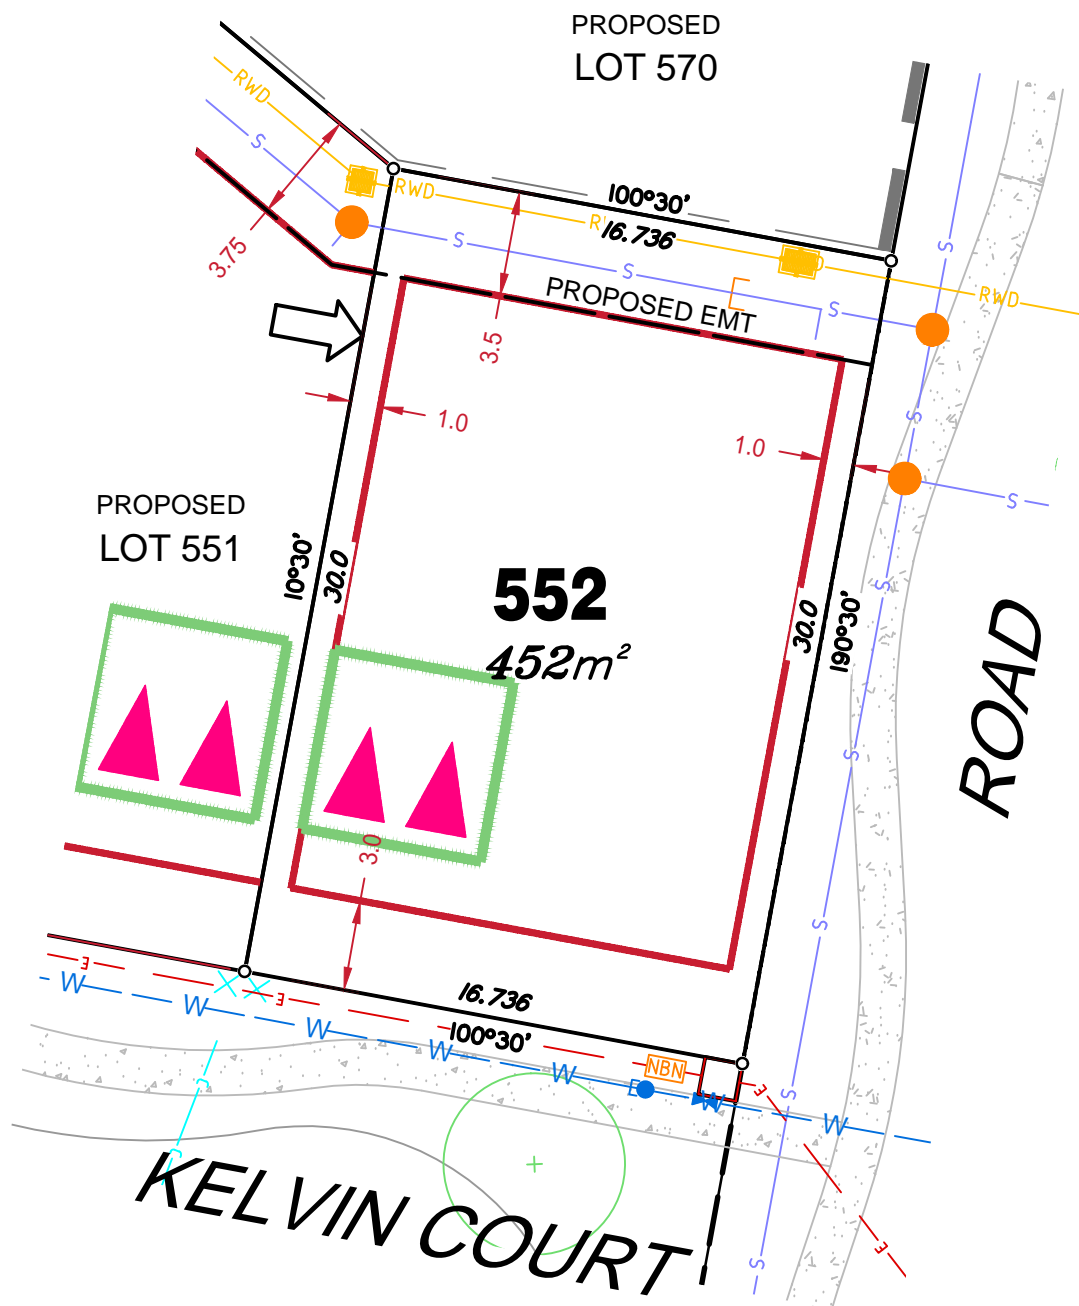 PROPOSED
LOT 570
RWD
S
3.75
RWD
100°30'
R
16.736
S
S
S
RWD
S
PROPOSED EMT
3.5
1.0
1.0
S
S
PROPOSED
LOT 551
10°30'
30.0
552
452m²
30.0
190°30'
S
ROAD
S
3.0
S
E
W
W
E
W
16.736
100°30'
W
W
NBN
E
W
E
S
W
KELVIN COURT
S
E